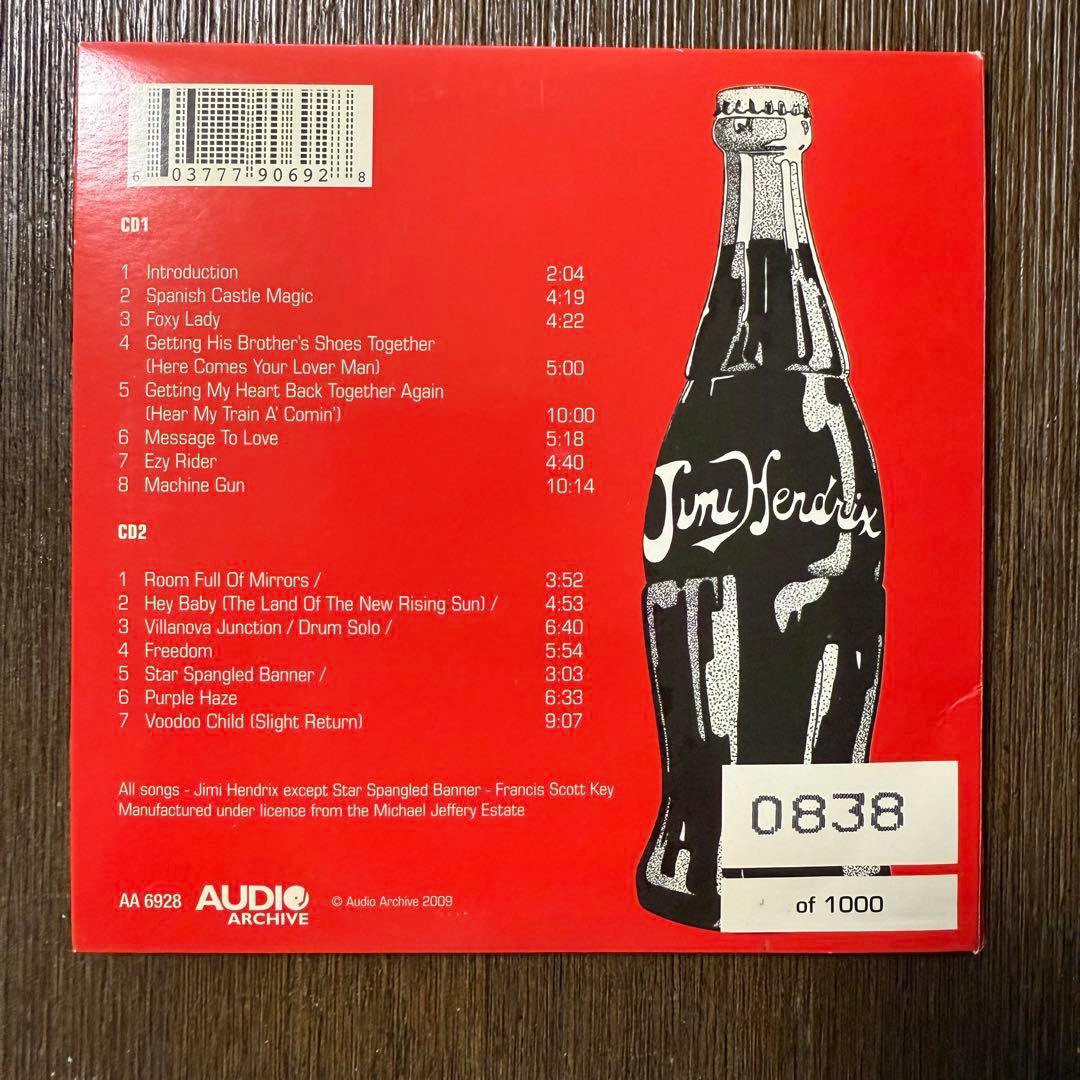 6 03777 90692 8
CD1
1 Introduction 2:04
2 Spanish Castle Magic 4:19
3 Foxy Lady 4:22
4 Getting His Brother's Shoes Together
(Here Comes Your Lover Man) 5:00
5 Getting My Heart Back Together Again
(Hear My Train A' Comin') 10:00
6 Message To Love 5:18
7 Ezy Rider 4:40
8 Machine Gun 10:14
Jimi Hendrix
CD2
1 Room Full Of Mirrors / 3:52
2 Hey Baby (The Land Of The New Rising Sun) / 4:53
3 Villanova Junction / Drum Solo / 6:40
4 Freedom 5:54
5 Star Spangled Banner / 3:03
6 Purple Haze 6:33
7 Voodoo Child (Slight Return) 9:07
All songs - Jimi Hendrix except Star Spangled Banner - Francis Scott Key
Manufactured under licence from the Michael Jeffery Estate
0838
of 1000
AA 6928 AUDIO ARCHIVE © Audio Archive 2009